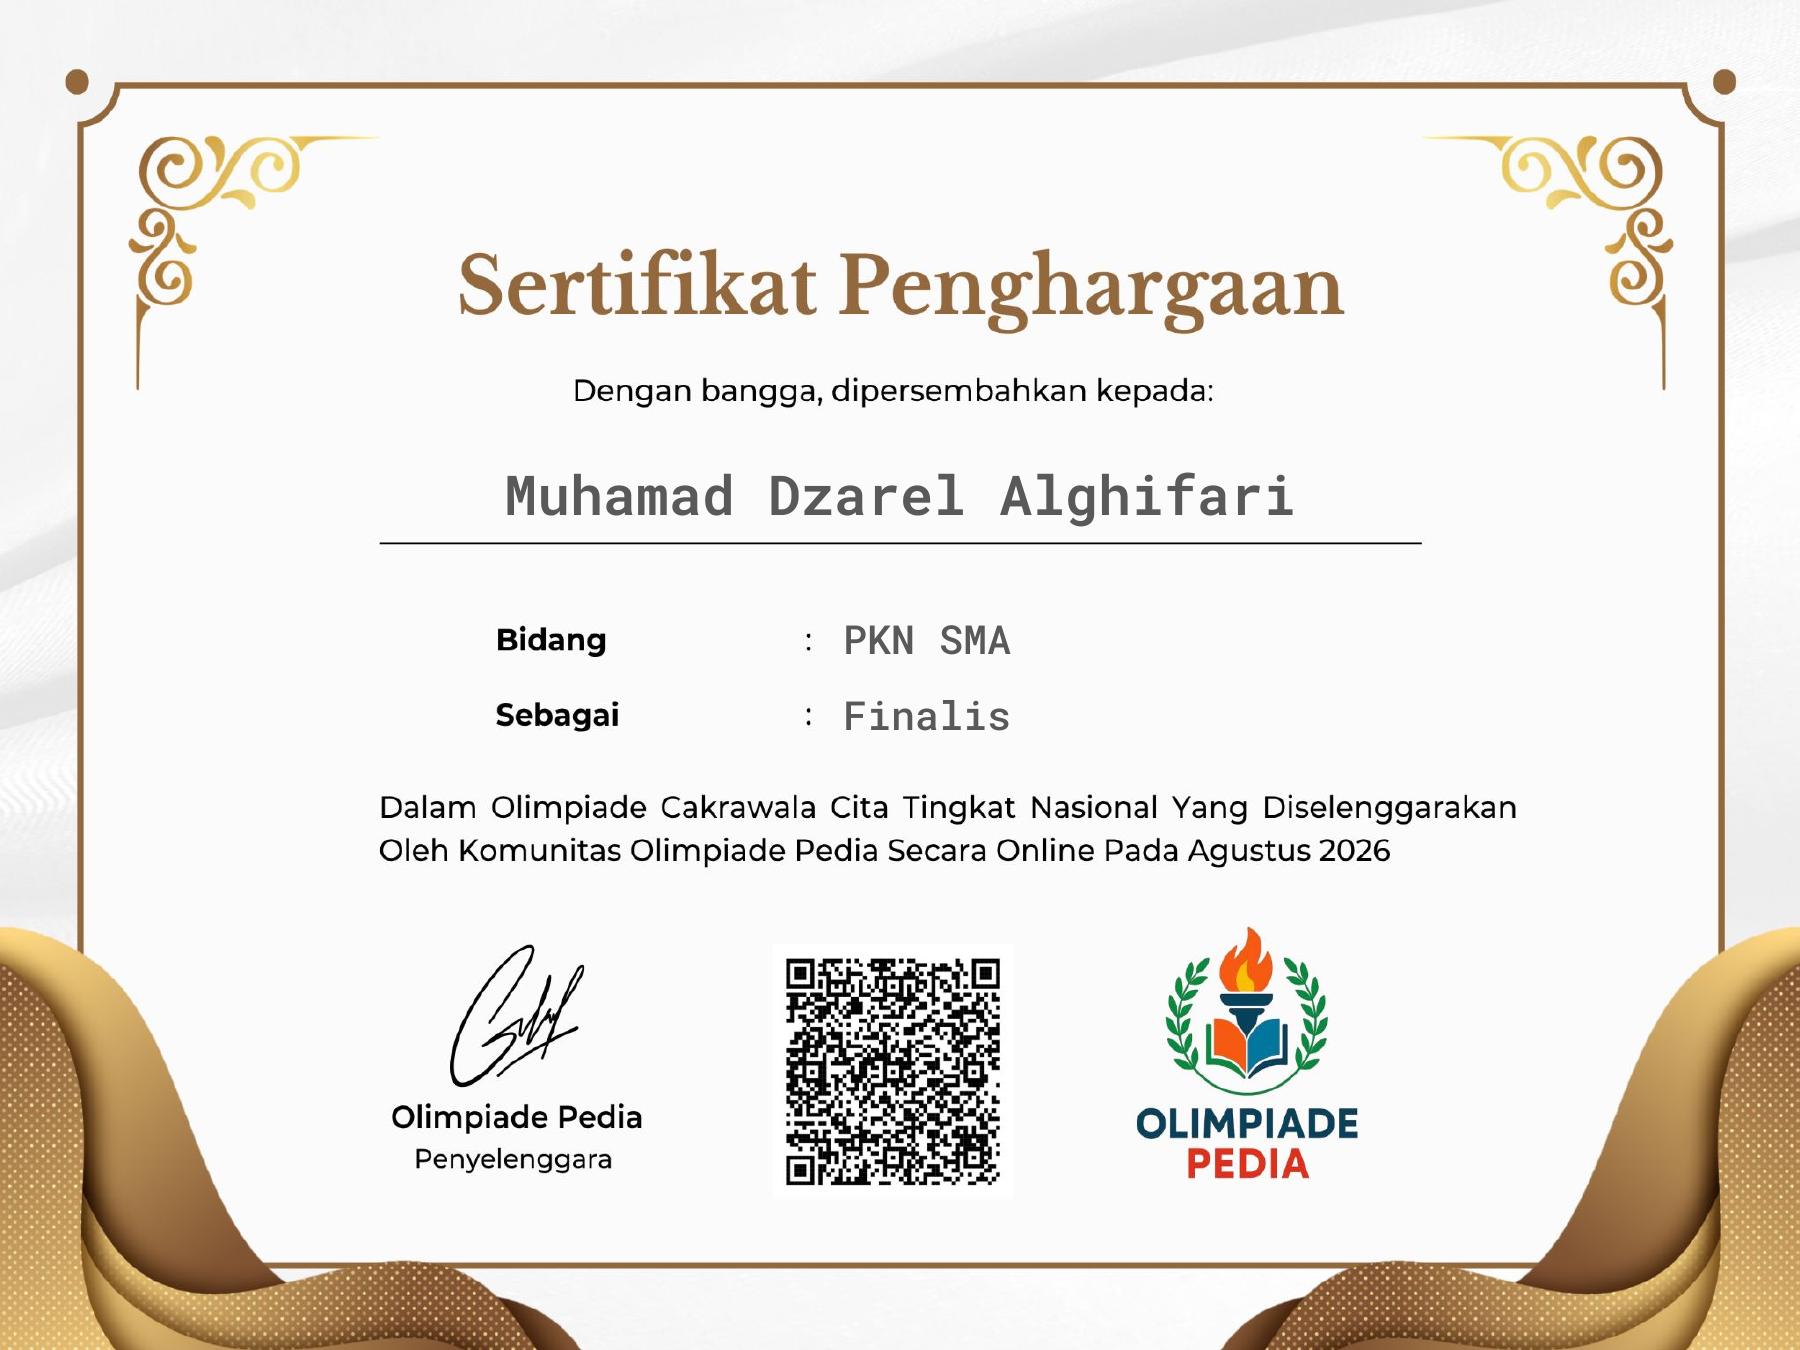 Sertifikat Penghargaan
Dengan bangga, dipersembahkan kepada:
Muhamad Dzarel Alghifari
Bidang : PKN SMA
Sebagai : Finalis
Dalam Olimpiade Cakrawala Cita Tingkat Nasional Yang Diselenggarakan
Oleh Komunitas Olimpiade Pedia Secara Online Pada Agustus 2026
Olimpiade Pedia
Penyelenggara
OLIMPIADE
PEDIA